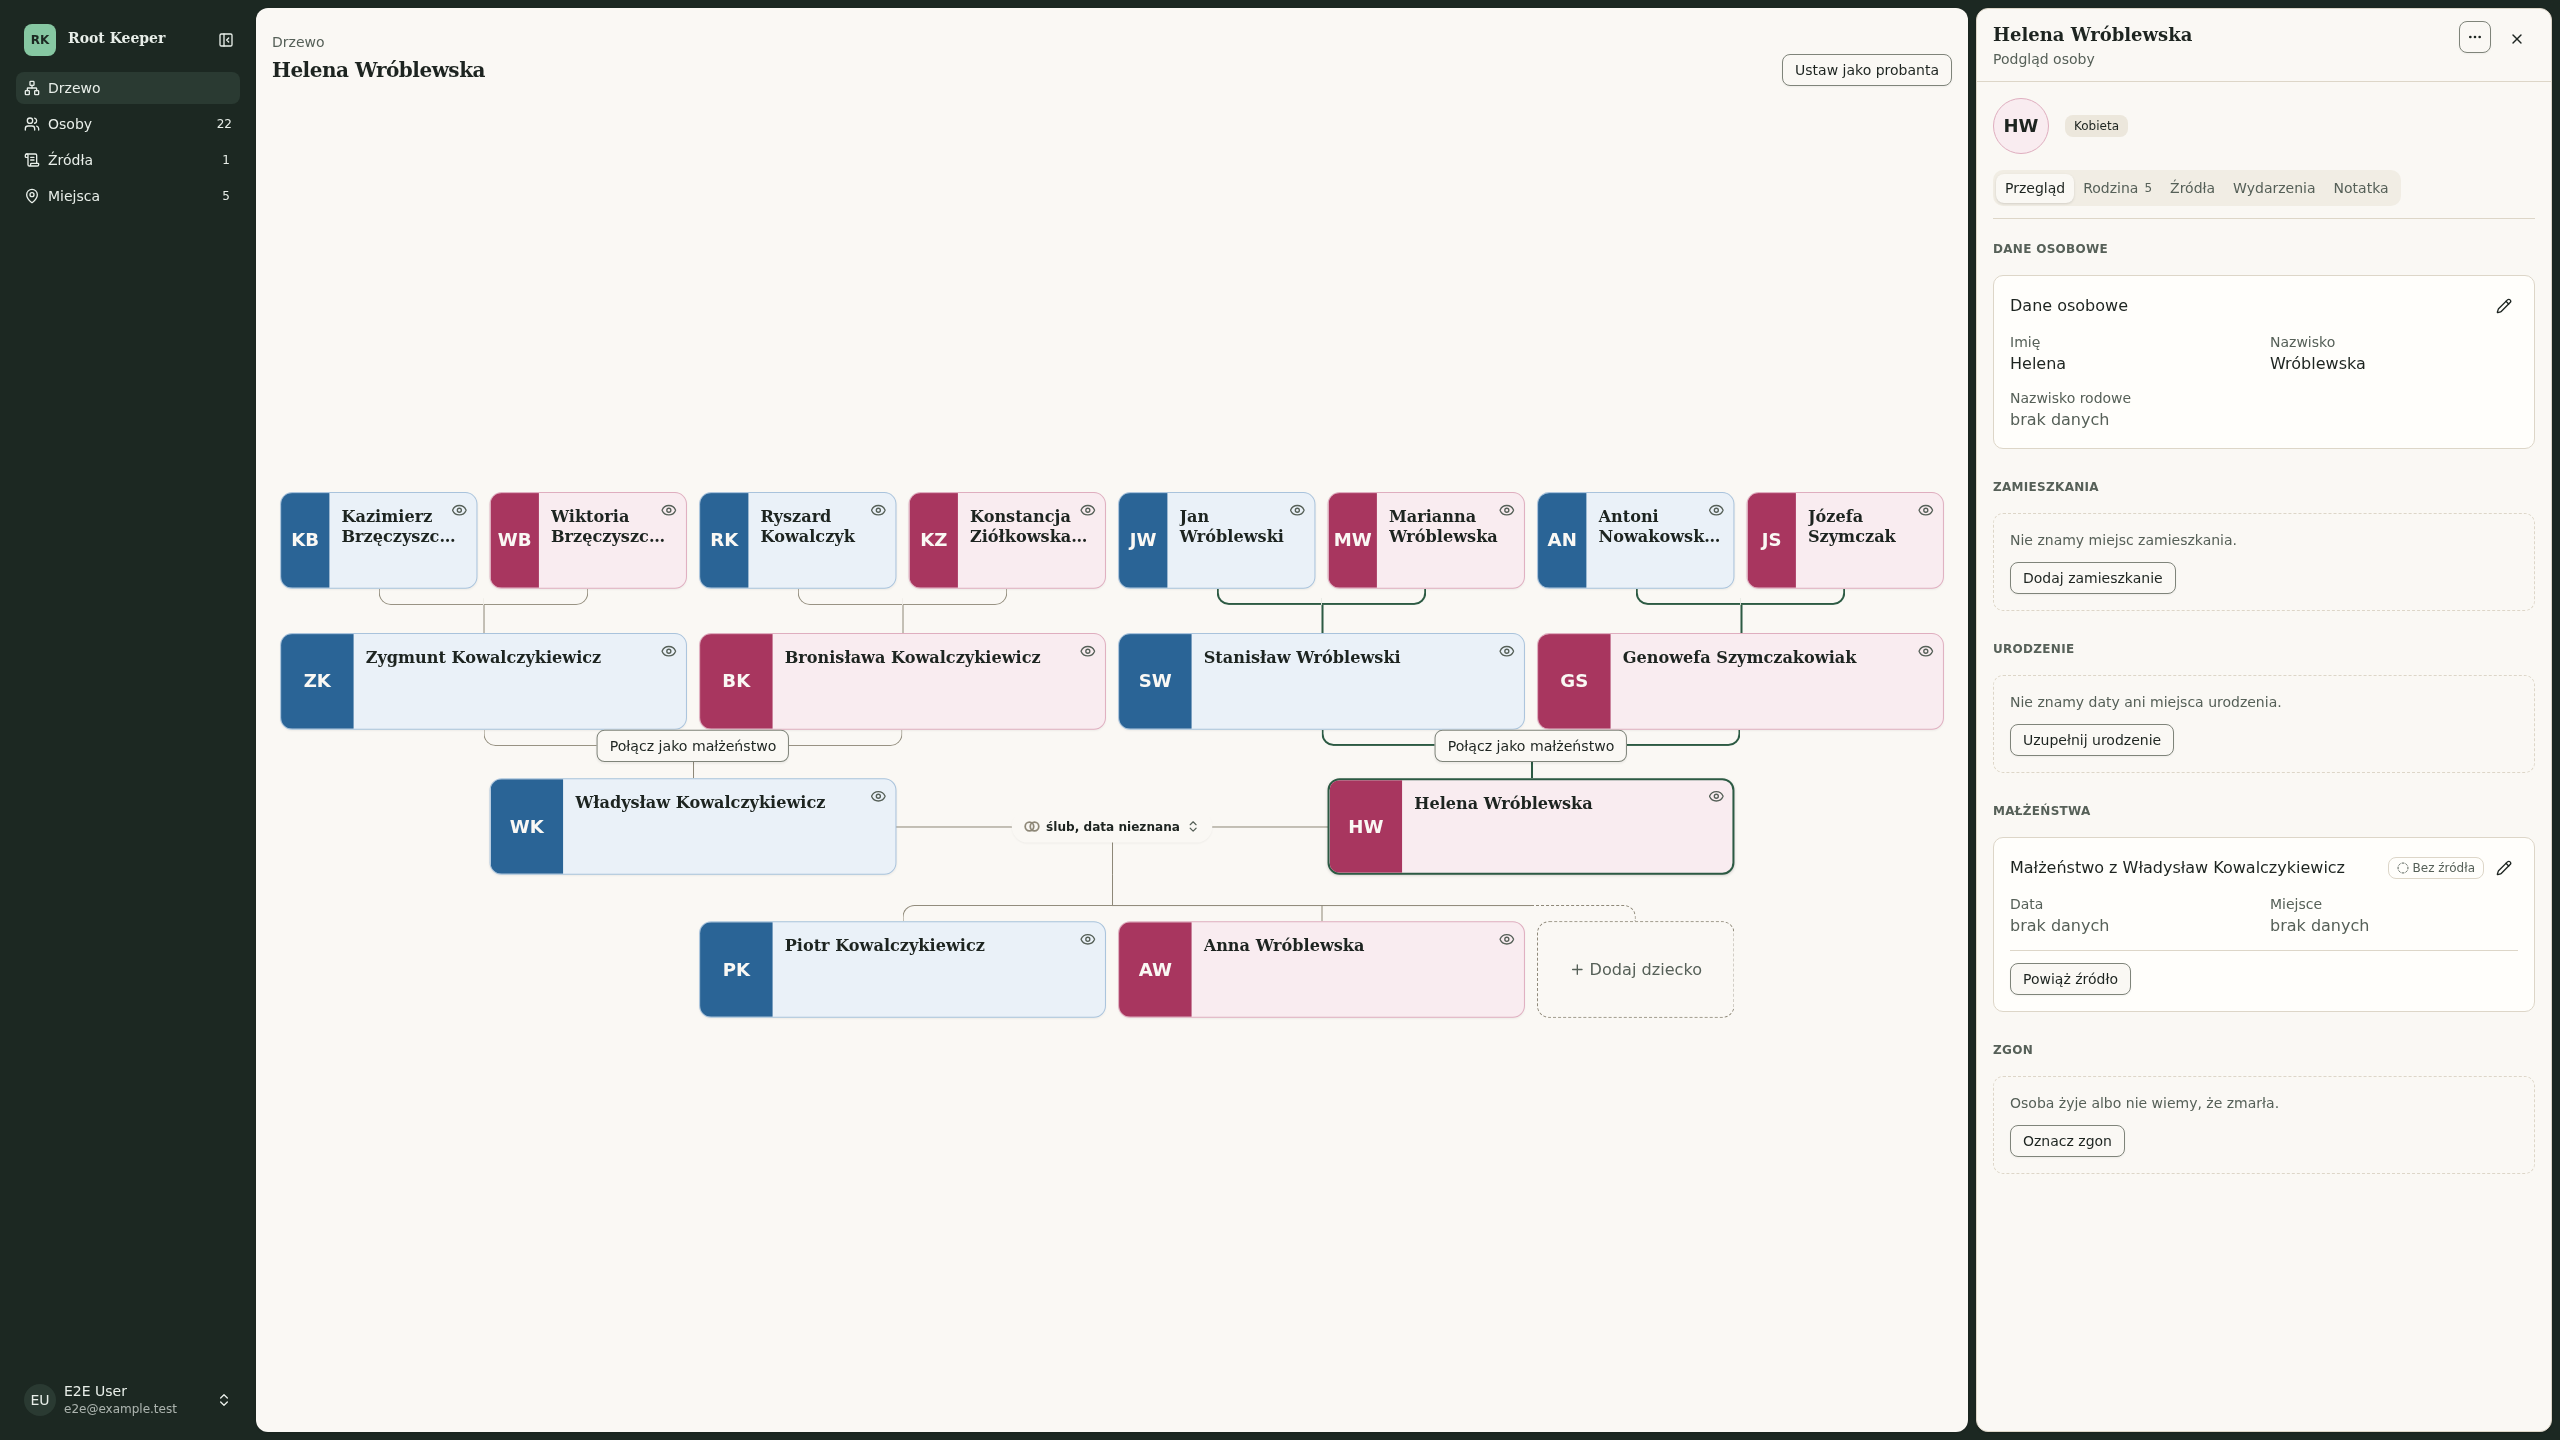 RK
Root Keeper
Drzewo
Osoby 22
Źródła 1
Miejsca 5
EU
E2E User
e2e@example.test
Drzewo
Helena Wróblewska
Ustaw jako probanta
KB
Kazimierz
Brzęczyszc...
WB
Wiktoria
Brzęczyszc...
RK
Ryszard
Kowalczyk
KZ
Konstancja
Ziółkowska...
JW
Jan
Wróblewski
MW
Marianna
Wróblewska
AN
Antoni
Nowakowsk...
JS
Józefa
Szymczak
ZK
Zygmunt Kowalczykiewicz
BK
Bronisława Kowalczykiewicz
SW
Stanisław Wróblewski
GS
Genowefa Szymczakowiak
Połącz jako małżeństwo
Połącz jako małżeństwo
WK
Władysław Kowalczykiewicz
ślub, data nieznana
HW
Helena Wróblewska
PK
Piotr Kowalczykiewicz
AW
Anna Wróblewska
+ Dodaj dziecko
Helena Wróblewska
Podgląd osoby
HW
Kobieta
Przegląd Rodzina 5 Źródła Wydarzenia Notatka
DANE OSOBOWE
Dane osobowe
Imię Nazwisko
Helena Wróblewska
Nazwisko rodowe
brak danych
ZAMIESZKANIA
Nie znamy miejsc zamieszkania.
Dodaj zamieszkanie
URODZENIE
Nie znamy daty ani miejsca urodzenia.
Uzupełnij urodzenie
MAŁŻEŃSTWA
Małżeństwo z Władysław Kowalczykiewicz Bez źródła
Data Miejsce
brak danych brak danych
Powiąż źródło
ZGON
Osoba żyje albo nie wiemy, że zmarła.
Oznacz zgon